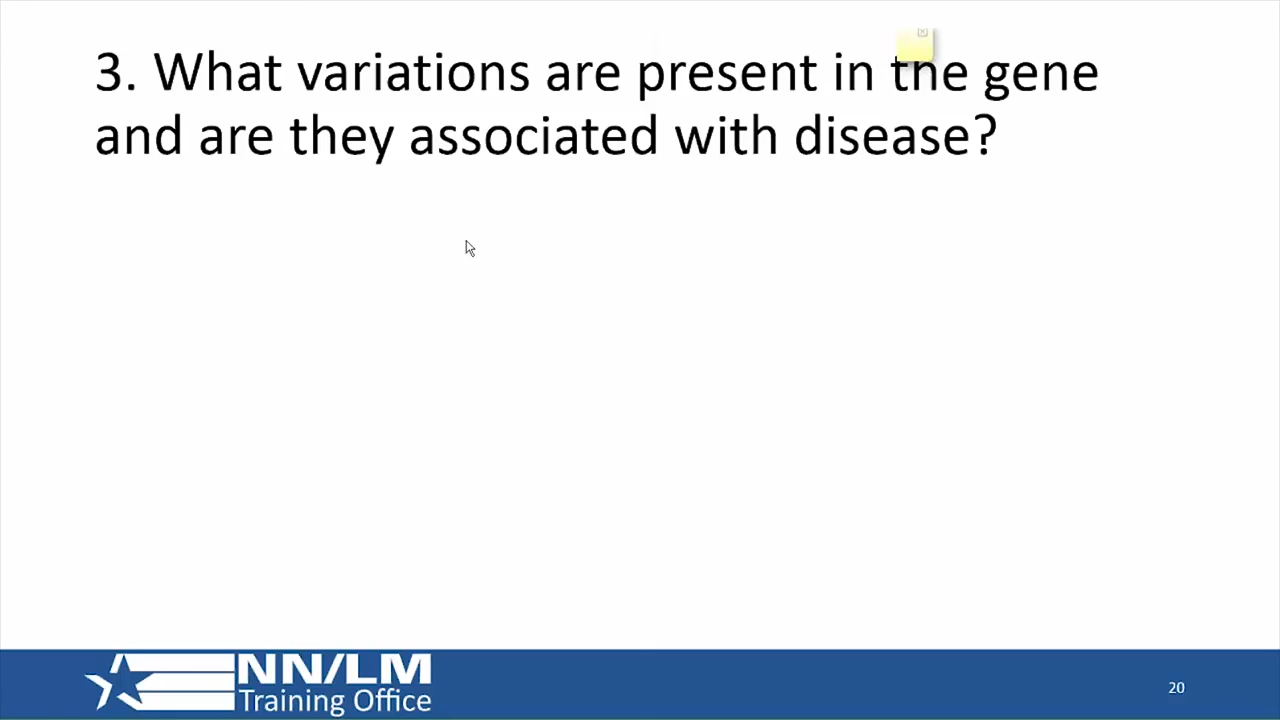 3. What variations are present in the gene
and are they associated with disease?
NN/LM
Training Office
20